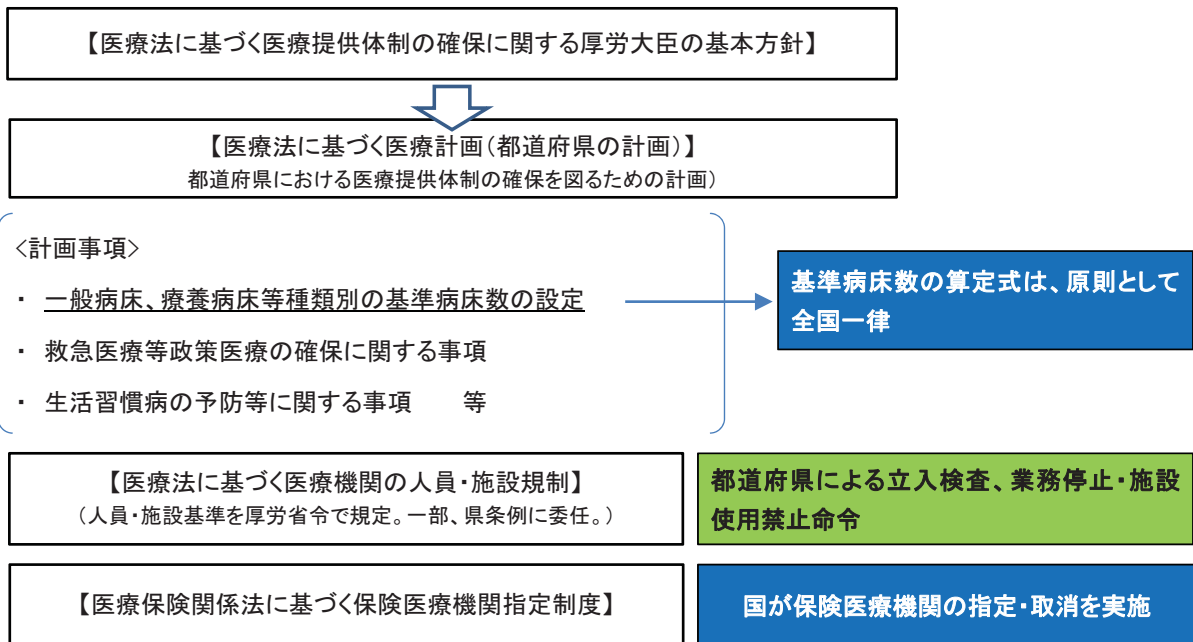 【医療法に基づく医療提供体制の確保に関する厚労大臣の基本方針】
【医療法に基づく医療計画(都道府県の計画)】
都道府県における医療提供体制の確保を図るための計画)
<計画事項>
・ 一般病床、療養病床等種類別の基準病床数の設定
基準病床数の算定式は、原則として
全国一律
・ 救急医療等政策医療の確保に関する事項
・ 生活習慣病の予防等に関する事項　　等
【医療法に基づく医療機関の人員・施設規制】
(人員・施設基準を厚労省令で規定。一部、県条例に委任。)
都道府県による立入検査、業務停止・施設
使用禁止命令
【医療保険関係法に基づく保険医療機関指定制度】
国が保険医療機関の指定・取消を実施